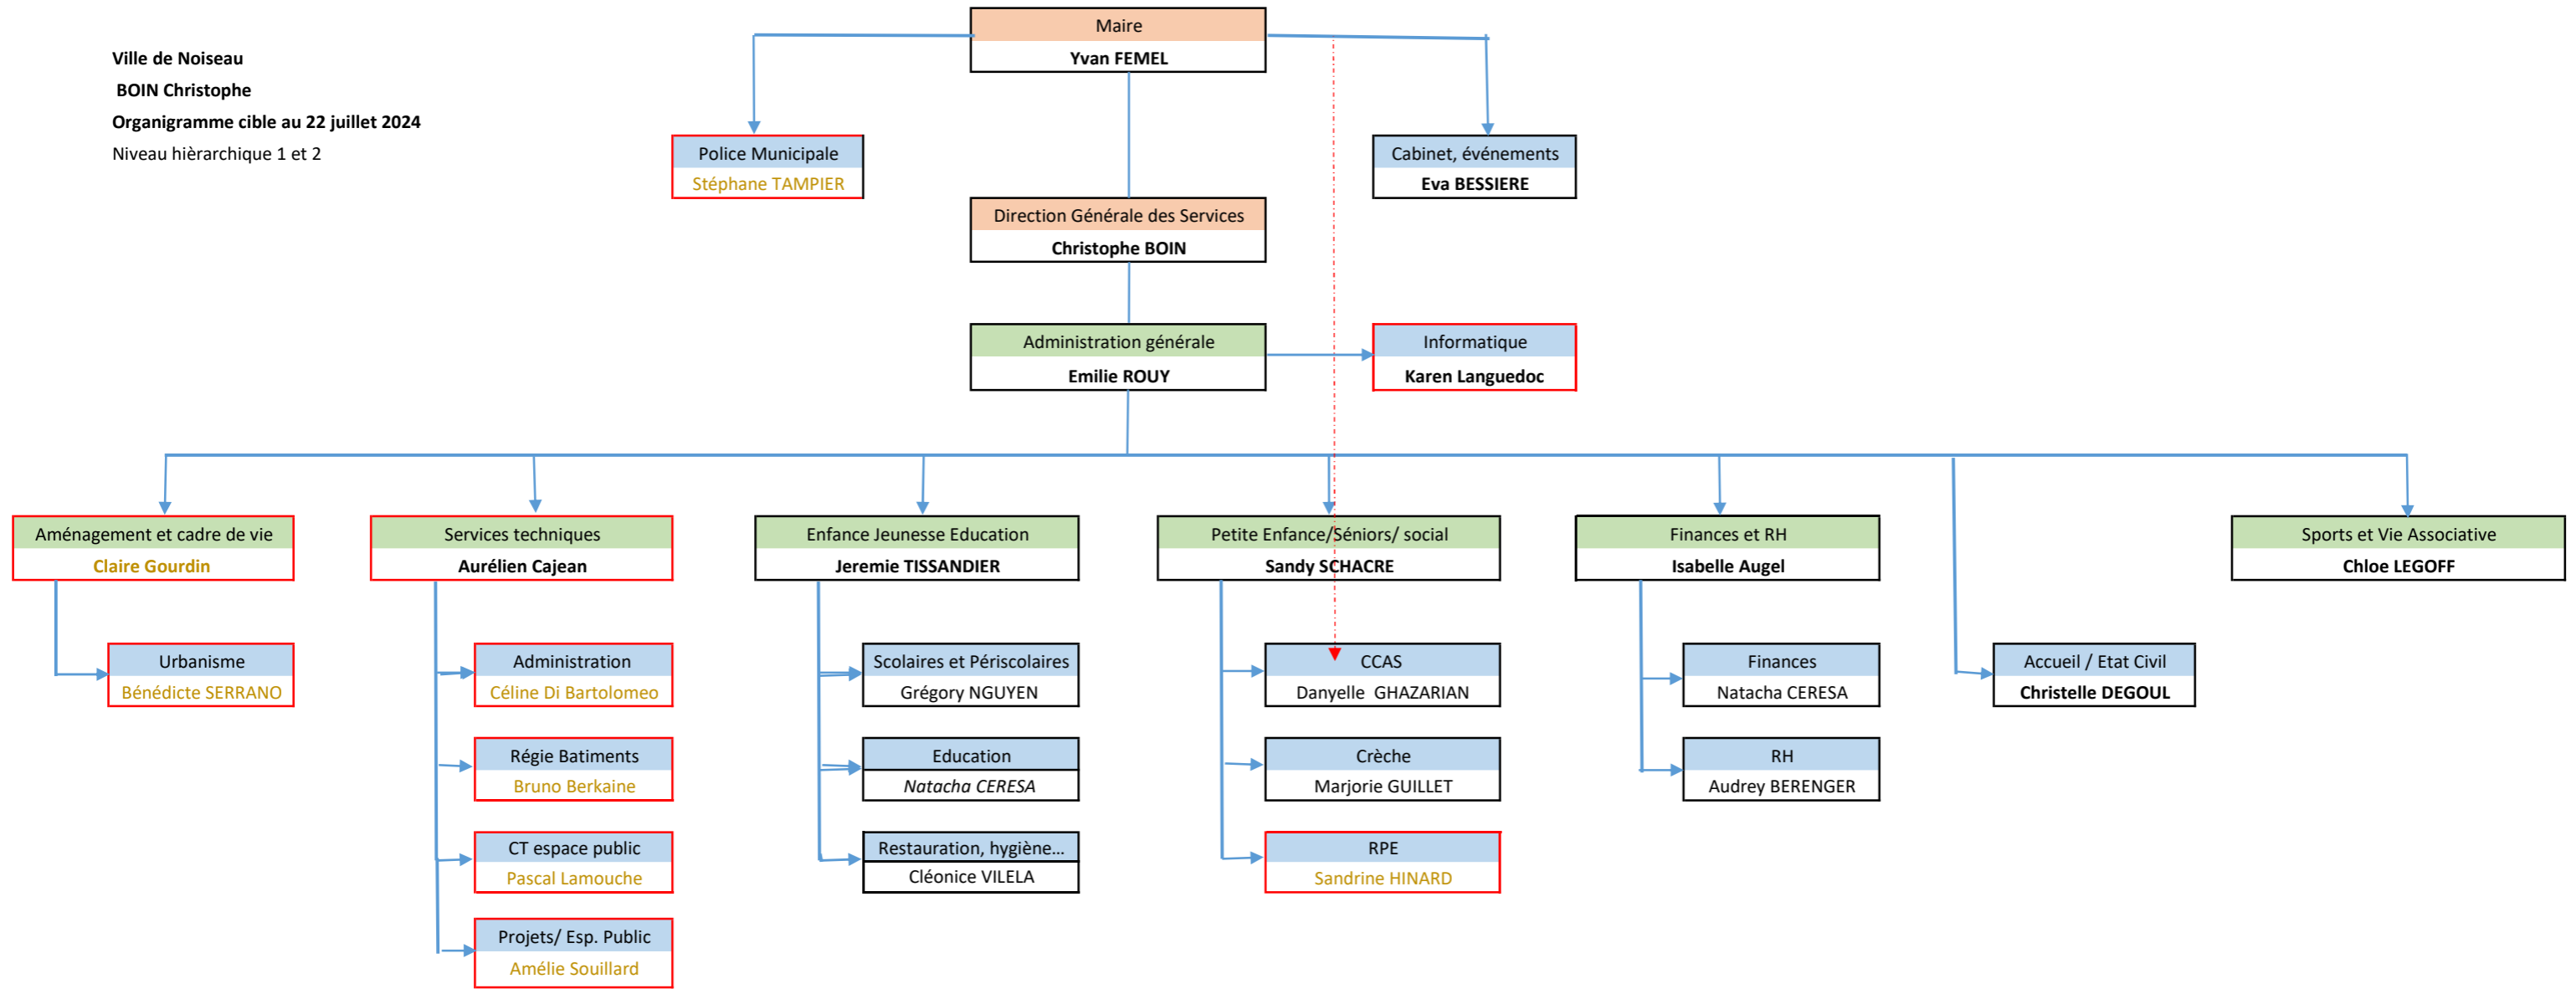 Maire
Yvan FEMEL
Ville de Noiseau
BOIN Christophe
Organigramme cible au 22 juillet 2024
Niveau hièrarchique 1 et 2
Police Municipale
Stéphane TAMPIER
Cabinet, événements
Eva BESSIERE
Direction Générale des Services
Christophe BOIN
Administration générale
Emilie ROUY
Informatique
Karen Languedoc
Aménagement et cadre de vie
Claire Gourdin
Services techniques
Aurélien Cajean
Enfance Jeunesse Education
Jeremie TISSANDIER
Petite Enfance/Séniors/ social
Sandy SCHACRE
Finances et RH
Isabelle Augel
Sports et Vie Associative
Chloe LEGOFF
Urbanisme
Bénédicte SERRANO
Administration
Céline Di Bartolomeo
Scolaires et Périscolaires
Grégory NGUYEN
CCAS
Danyelle  GHAZARIAN
Finances
Natacha CERESA
Accueil / Etat Civil
Christelle DEGOUL
Régie Batiments
Bruno Berkaine
Education
Natacha CERESA
Crèche
Marjorie GUILLET
RH
Audrey BERENGER
CT espace public
Pascal Lamouche
Restauration, hygiène...
Cléonice VILELA
RPE
Sandrine HINARD
Projets/ Esp. Public
Amélie Souillard